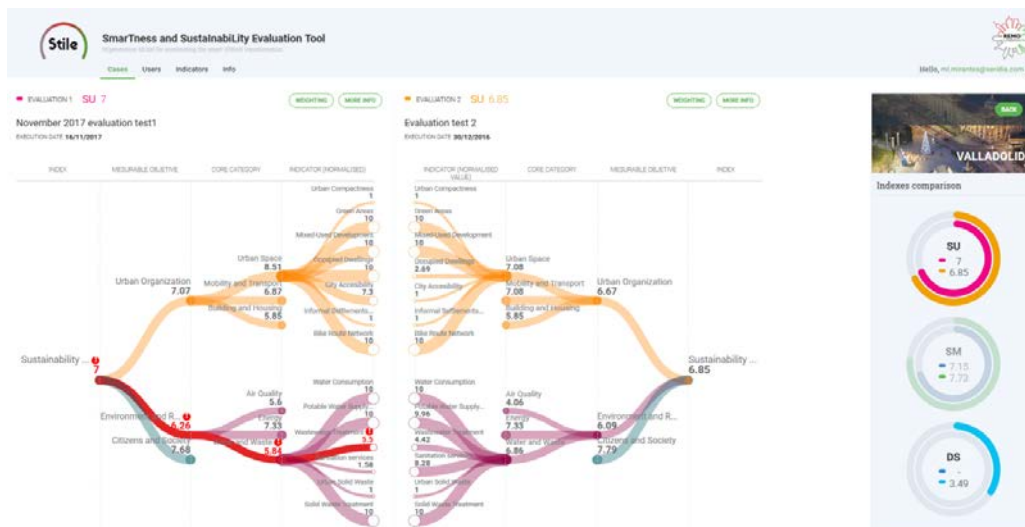 Stile
SmarTness and SustaInabiLity Evaluation Tool
REMO
Cases Users Indicators Info
EVALUATION 1 SU 7
WEIGHTING MORE INFO
November 2017 evaluation test1
EXECUTION DATE 16/11/2017
INDEX MESURABLE OBJETIVE CORE CATEGORY INDICATOR (NORMALISED)
Urban Compactness
1
Green Areas
10
Mixed Used Development
10
Urban Space
8.51
Occupied Dwellings
10
Urban Organization
7.07
Mobility and Transport
6.87
City Accesibility
7.3
Building and Housing
5.85
Informal Settlements...
1
Bike Route Network
10
Sustainability ...
7
Water Consumption
10
Air Quality
5.6
Potable Water Supply...
10
Environment and R...
6.26
Energy
7.33
Wastewater Treatment
5.5
Citizens and Society
7.68
Water and Waste
5.84
Sanitation services
1.58
Urban Solid Waste
1
Solid Waste Treatment
10
EVALUATION 2 SU 6.85
WEIGHTING MORE INFO
Evaluation test 2
EXECUTION DATE 30/12/2016
INDICATOR (NORMALISED VALUE) CORE CATEGORY MESURABLE OBJETIVE INDEX
Urban Compactness
1
Green Areas
10
Mixed Used Development
10
Occupied Dwellings
2.69
Urban Space
7.08
City Accesibility
1
Mobility and Transport
7.08
Urban Organization
6.67
Informal Settlements...
1
Building and Housing
5.85
Bike Route Network
10
Sustainability ...
6.85
Water Consumption
10
Potable Water Supply...
9.96
Air Quality
4.06
Wastewater Treatment
4.42
Energy
7.33
Environment and R...
6.09
Sanitation services
8.28
Water and Waste
6.86
Citizens and Society
7.79
Urban Solid Waste
1
Solid Waste Treatment
10
BACK
VALLADOLID
Indexes comparison
SU
7
6.85
SM
7.15
7.73
DS
-
3.49